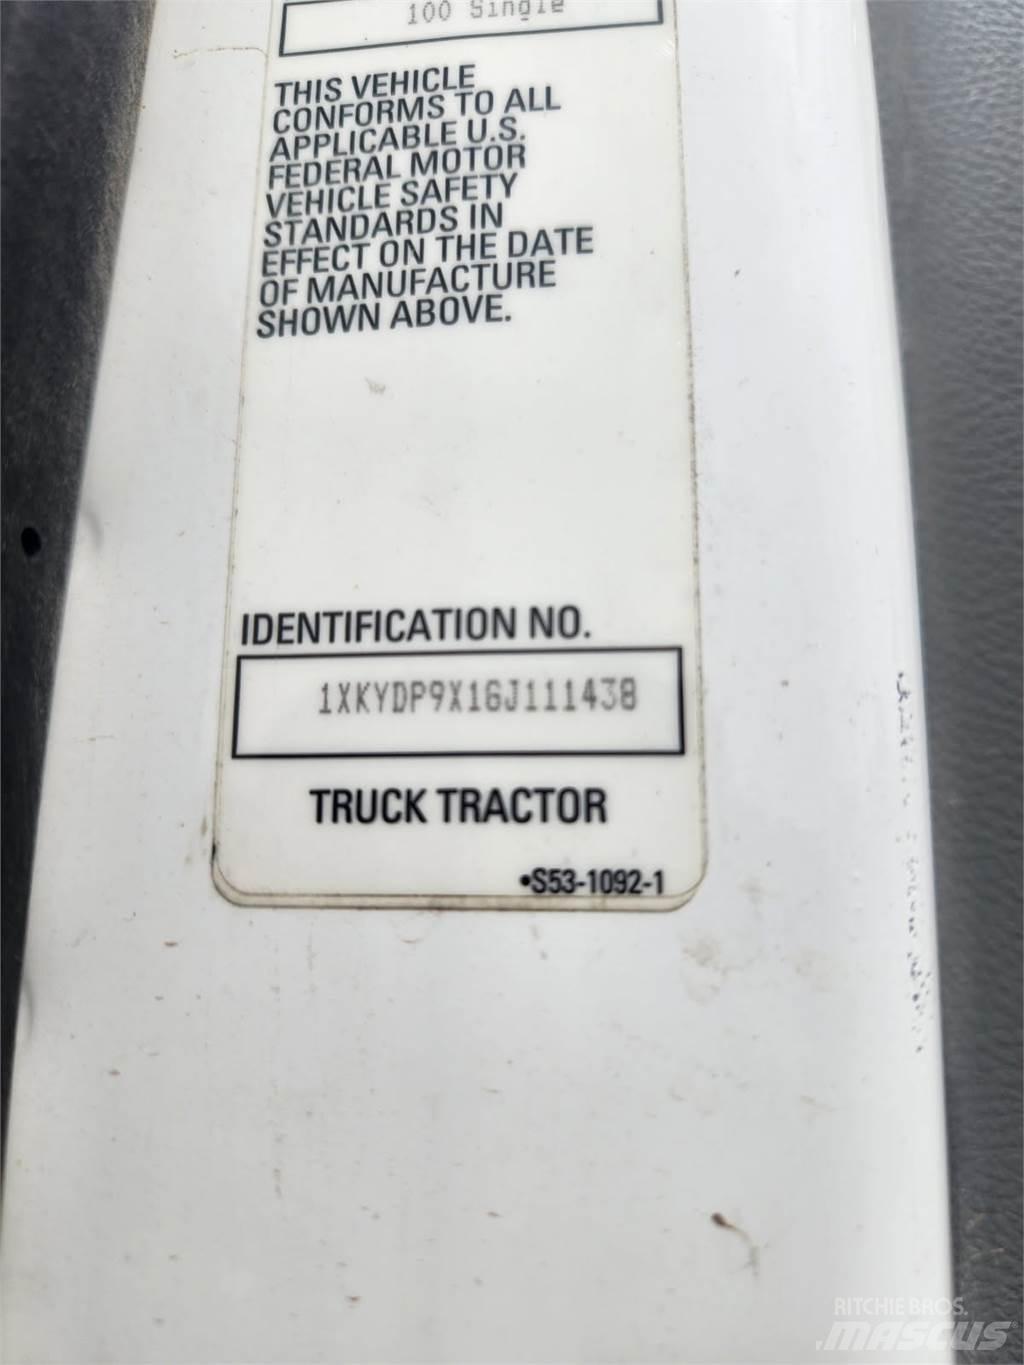 100 Single
THIS VEHICLE
CONFORMS TO ALL
APPLICABLE U.S.
FEDERAL MOTOR
VEHICLE SAFETY
STANDARDS IN
EFFECT ON THE DATE
OF MANUFACTURE
SHOWN ABOVE.
IDENTIFICATION NO.
1XKYDP9X1GJ111438
TRUCK TRACTOR
•S53-1092-1
RITCHIE BROS.
MASCUS